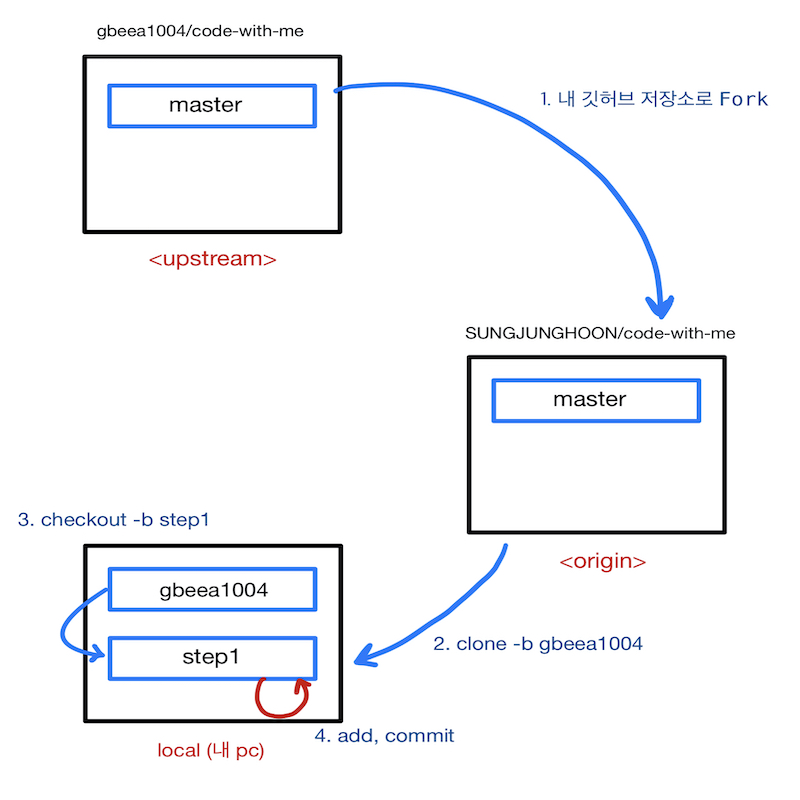 gbeea1004/code-with-me
master
1. 내 깃허브 저장소로 Fork
<upstream>
SUNGJUNGHOON/code-with-me
master
<origin>
3. checkout -b step1
gbeea1004
step1
2. clone -b gbeea1004
4. add, commit
local (내 pc)